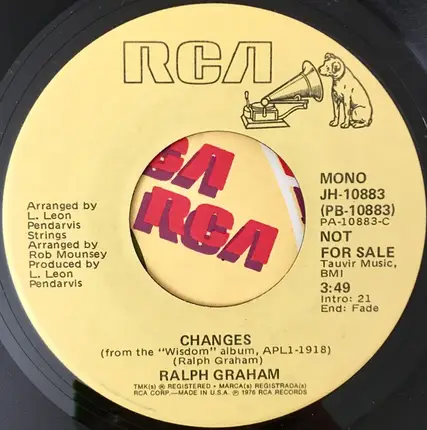 RCA
MONO
JH-10883
(PB-10883)
PA-10883-C
NOT
FOR SALE
Tauvir Music,
BMI
3:49
Intro: 21
End: Fade
Arranged by
L. Leon
Pendarvis
Strings
Arranged by
Rob Mounsey
Produced by
L. Leon
Pendarvis
RCA
RCA
CHANGES
(from the "Wisdom" album, APL1-1918)
(Ralph Graham)
RALPH GRAHAM
TMK(s) ® REGISTERED • MARCA(s) REGISTRADA(s)
RCA CORP.—MADE IN U.S.A. ℗ 1976 RCA RECORDS